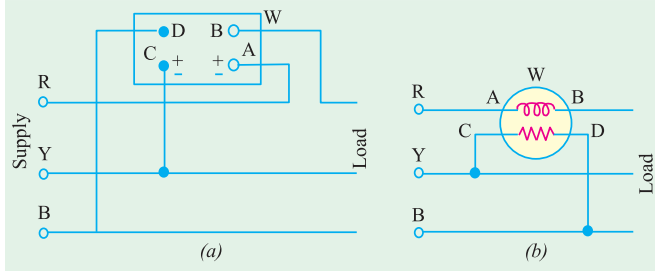 D B W
C + + A
- -
R
Supply
Y
Load
B
(a)
W
R A B
C D
Y
Load
B
(b)